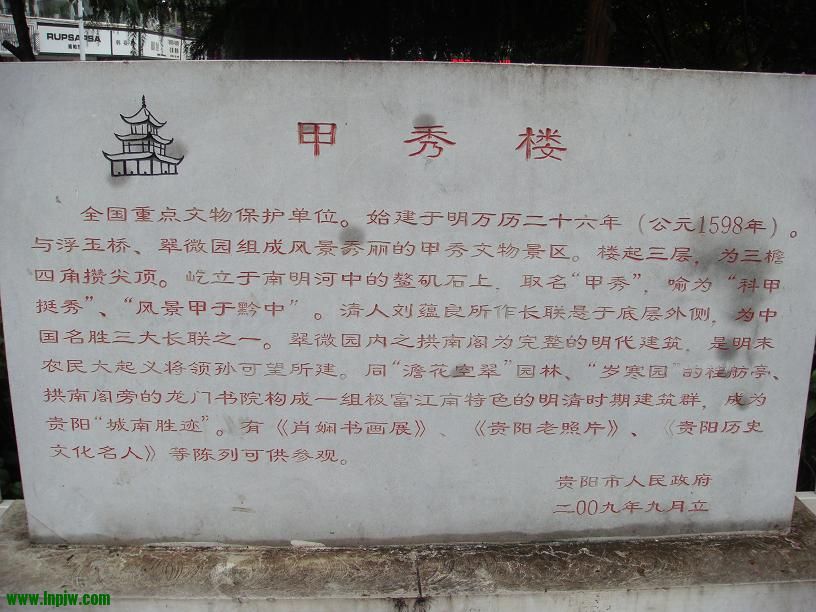 RUPSAPSA
甲秀楼
全国重点文物保护单位。始建于明万历二十六年（公元1598年）。
与浮玉桥、翠微园组成风景秀丽的甲秀文物景区。楼起三层，为三檐
四角攒尖顶。屹立于南明河中的鳌矶石上，取名“甲秀”，喻为“科甲
挺秀”、“风景甲于黔中”。清人刘蕴良所作长联悬于底层外侧，为中
国名胜三大长联之一。翠微园内之拱南阁为完整的明代建筑，是明末
农民大起义将领孙可望所建。同“澹花空翠”园林、“岁寒园”的程舫亭、
拱南阁旁的龙门书院构成一组极富江南特色的明清时期建筑群，成为
贵阳“城南胜迹”。有《肖娴书画展》、《贵阳老照片》、《贵阳历史
文化名人》等陈列可供参观。
贵阳市人民政府
二00九年九月立
www.lnpjw.com